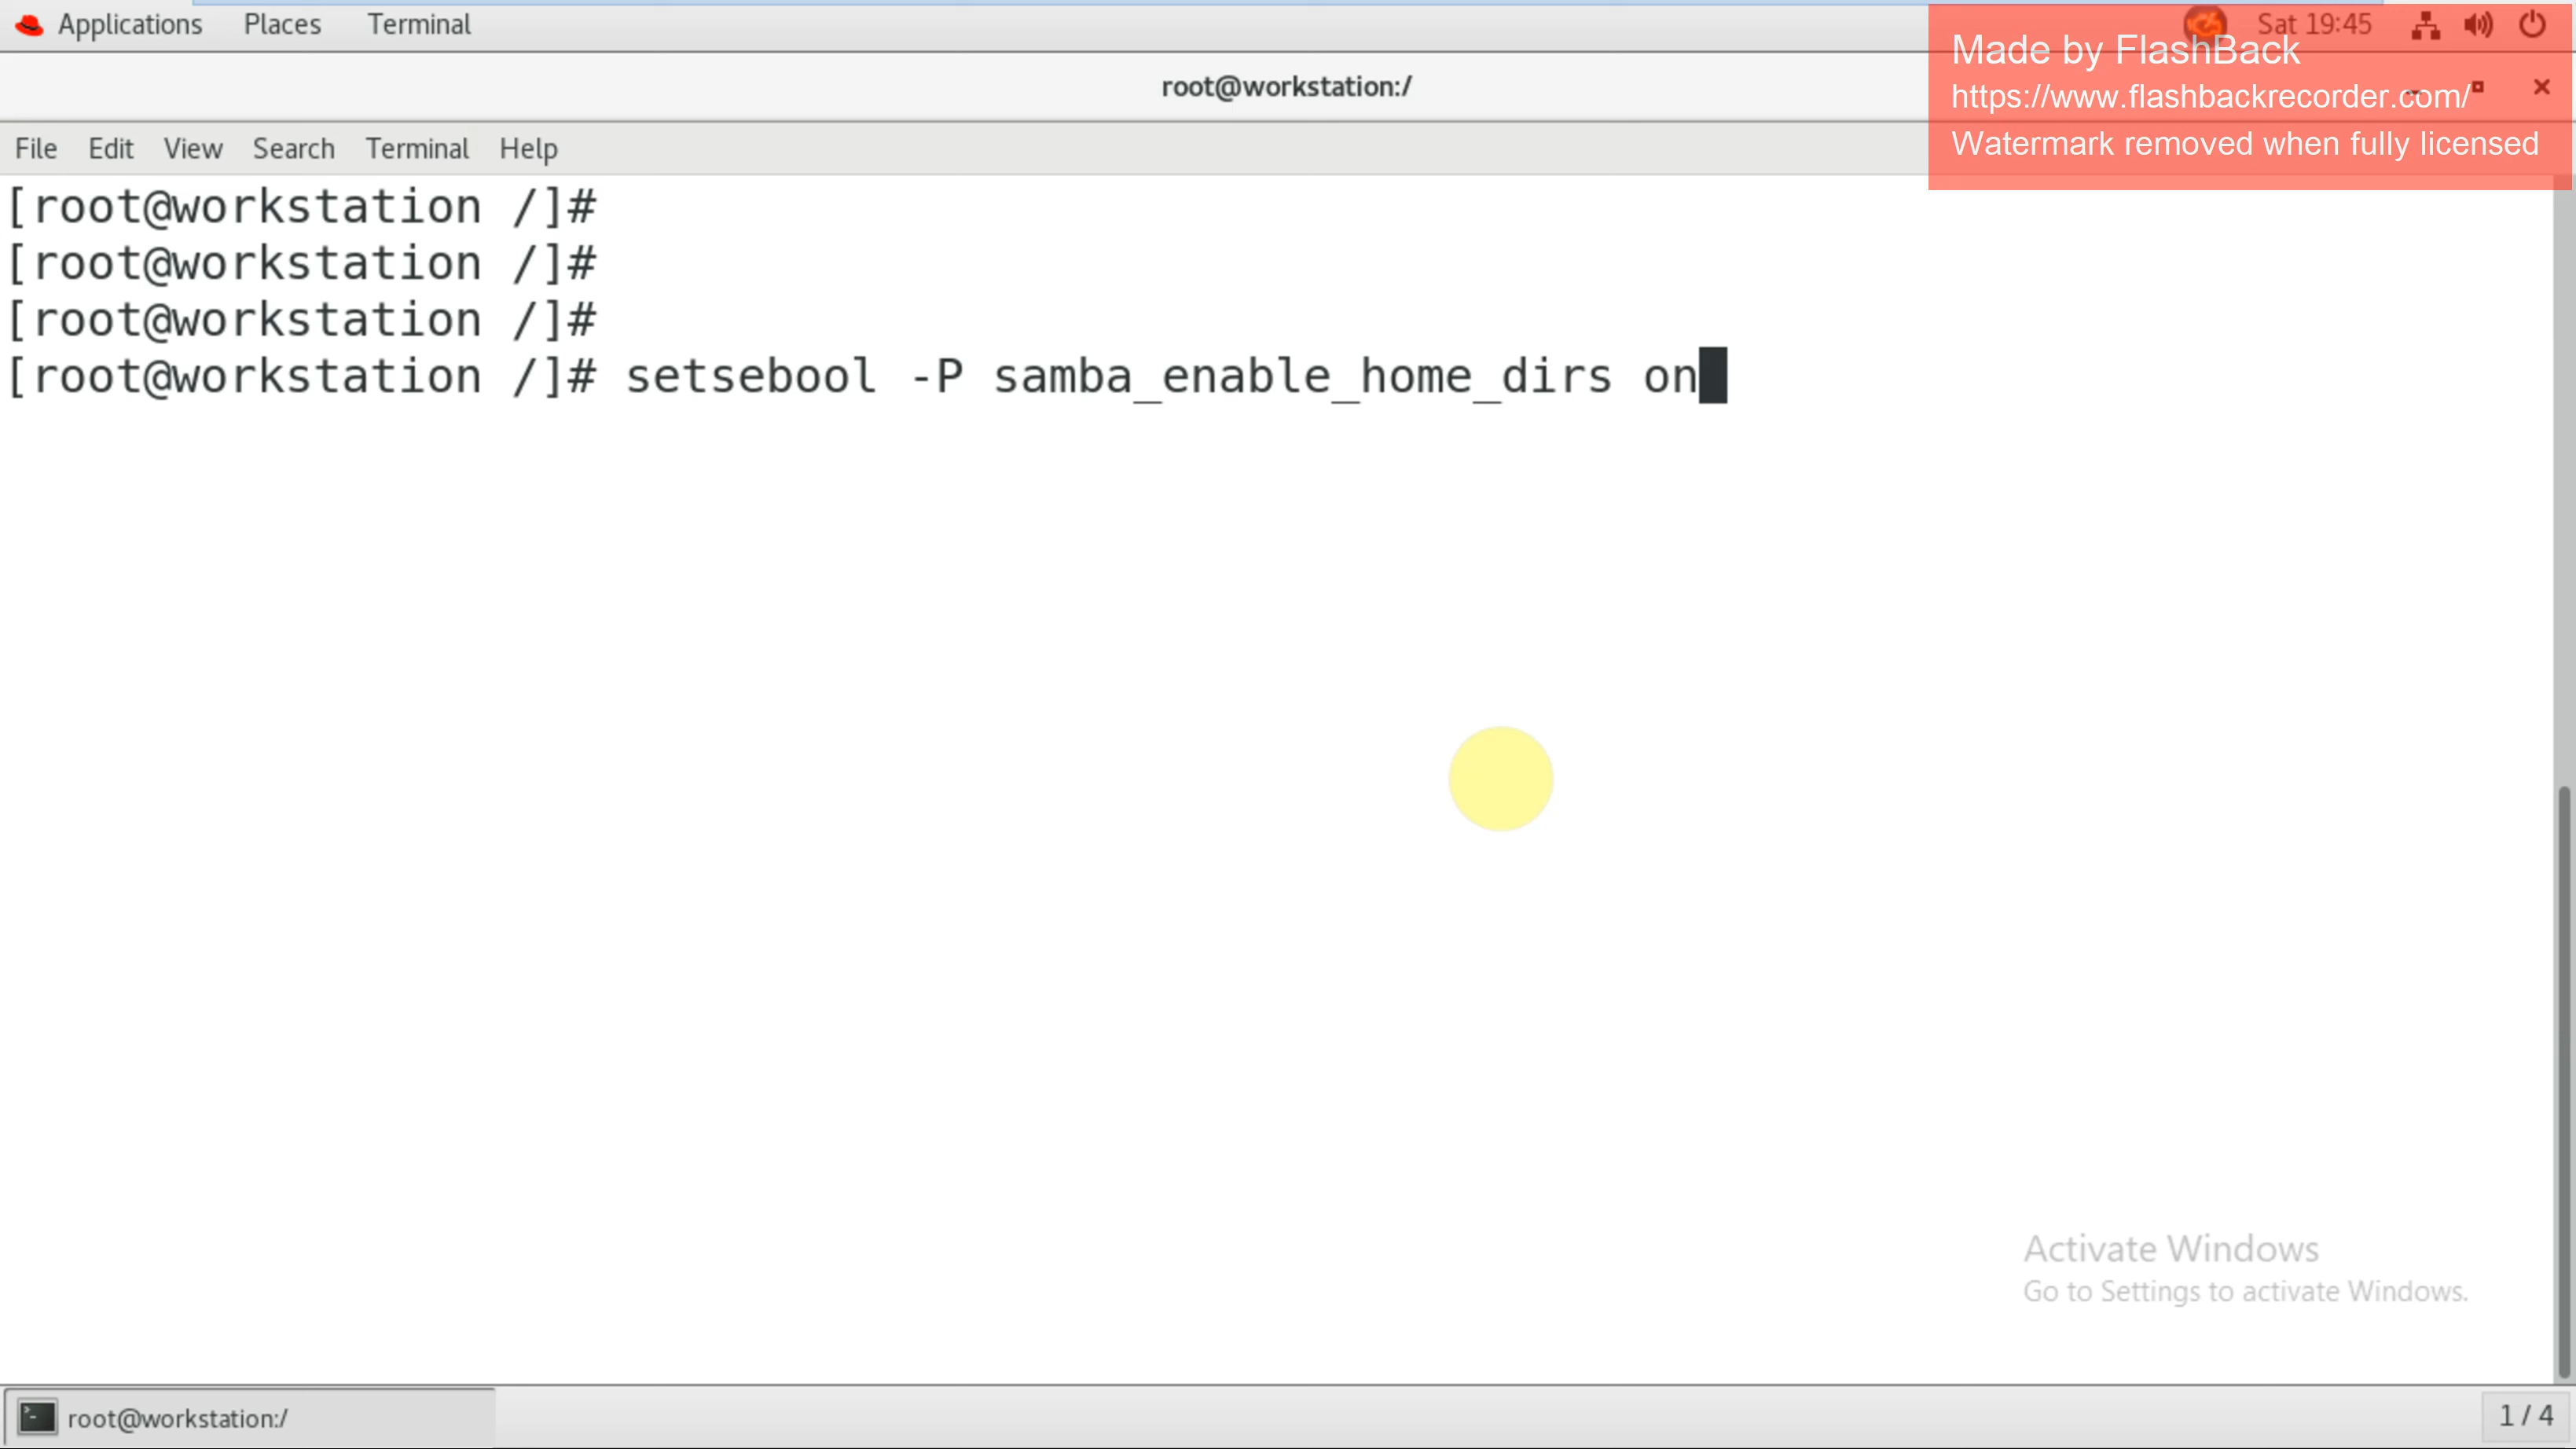 Applications Places Terminal Sat 19:45
Made by FlashBack
root@workstation:/
https://www.flashbackrecorder.com/
File Edit View Search Terminal Help
Watermark removed when fully licensed
[root@workstation /]#
[root@workstation /]#
[root@workstation /]#
[root@workstation /]# setsebool -P samba_enable_home_dirs on
Activate Windows
Go to Settings to activate Windows.
root@workstation:/
1 / 4